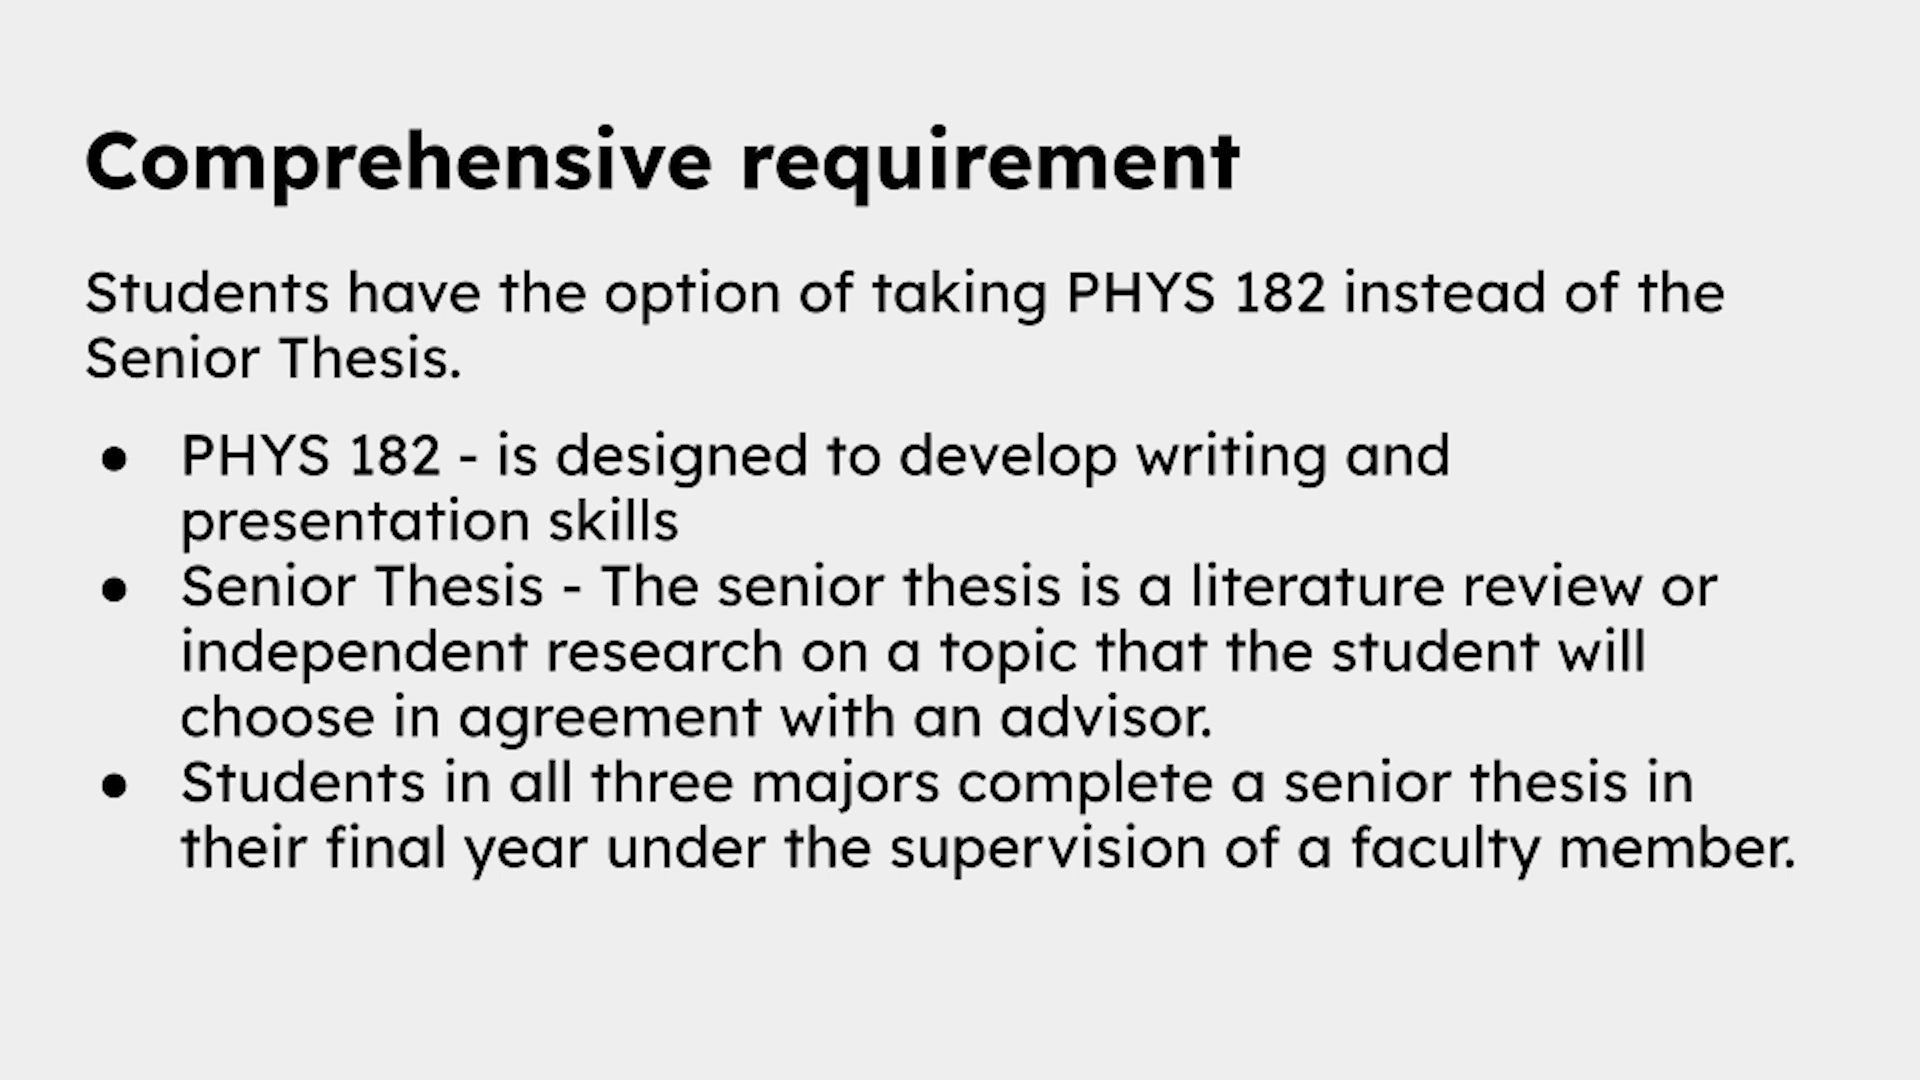 Comprehensive requirement
Students have the option of taking PHYS 182 instead of the
Senior Thesis.
● PHYS 182 - is designed to develop writing and
presentation skills
● Senior Thesis - The senior thesis is a literature review or
independent research on a topic that the student will
choose in agreement with an advisor.
● Students in all three majors complete a senior thesis in
their final year under the supervision of a faculty member.